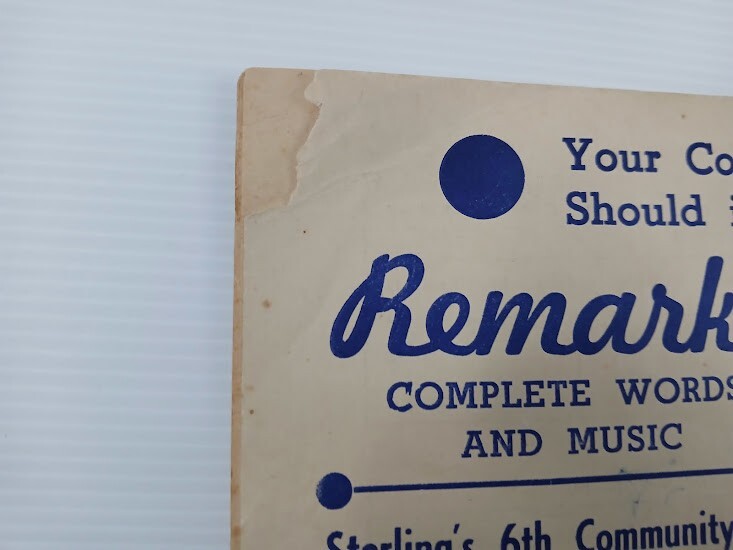 Your Co
Should
Remark
COMPLETE WORDS
AND MUSIC
Sterling's 6th Community